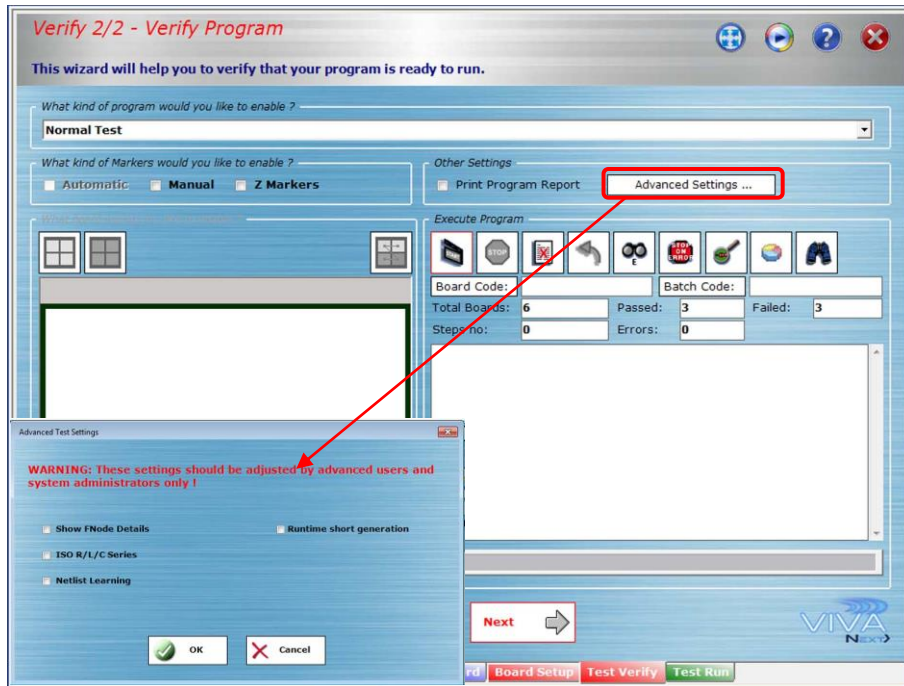 Verify 2/2 - Verify Program
This wizard will help you to verify that your program is ready to run.
What kind of program would you like to enable ?
Normal Test
What kind of Markers would you like to enable ?
Automatic Manual Z Markers
Other Settings
Print Program Report Advanced Settings ...
Execute Program
STOP
E
STOP ON ERROR
Board Code: Batch Code:
Total Boards: 6 Passed: 3 Failed: 3
Steps no: 0 Errors: 0
Advanced Test Settings
WARNING: These settings should be adjusted by advanced users and
system administrators only !
Show FNode Details Runtime short generation
ISO R/L/C Series
Netlist Learning
OK Cancel
Next
VIVA
NEXT
Board Setup Test Verify Test Run